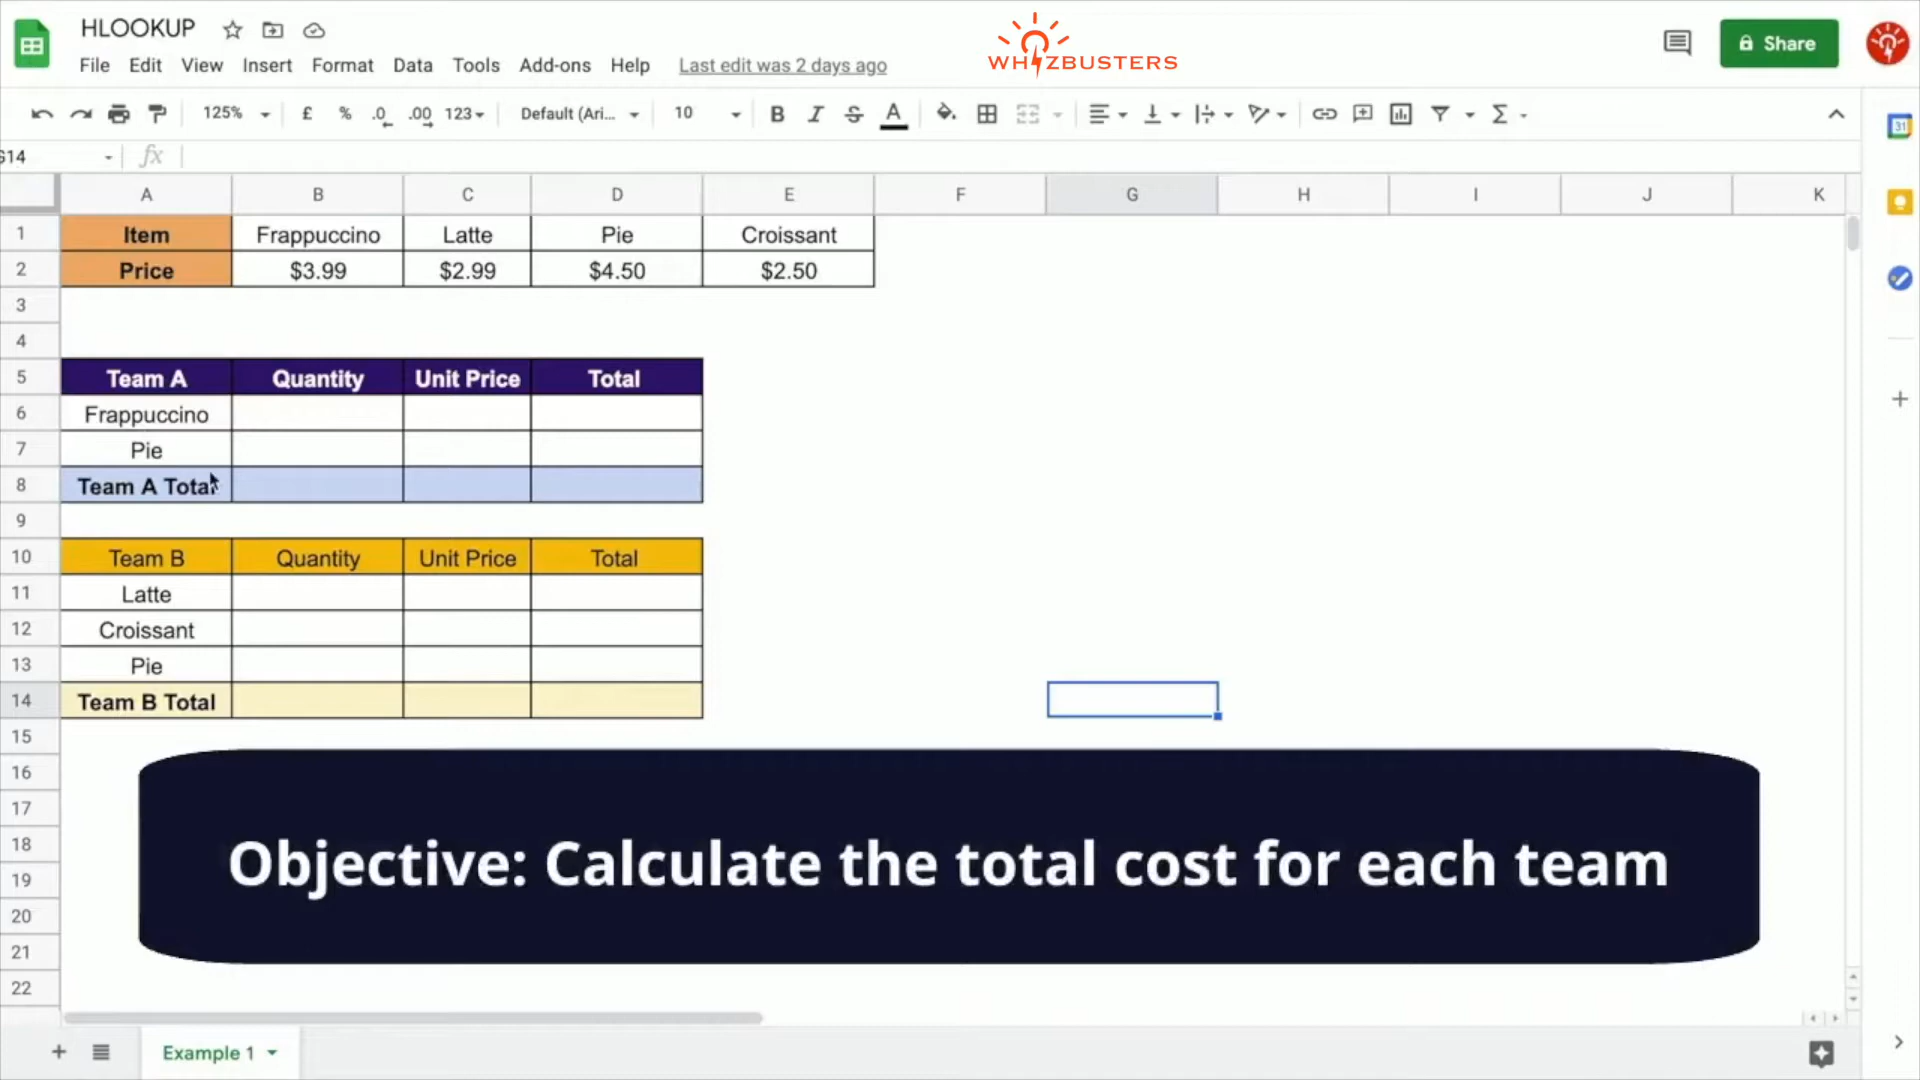 HLOOKUP
WHIZBUSTERS
Share
File Edit View Insert Format Data Tools Add-ons Help Last edit was 2 days ago
125% £ % .0 .00 123 Default (Ari... 10 B I S A Σ
G14 fx
31
A B C D E F G H I J K
1 Item Frappuccino Latte Pie Croissant
2 Price $3.99 $2.99 $4.50 $2.50
3
4
5 Team A Quantity Unit Price Total
6 Frappuccino
7 Pie
8 Team A Total
9
10 Team B Quantity Unit Price Total
11 Latte
12 Croissant
13 Pie
14 Team B Total
15
16
17
18 Objective: Calculate the total cost for each team
19
20
21
22
Example 1